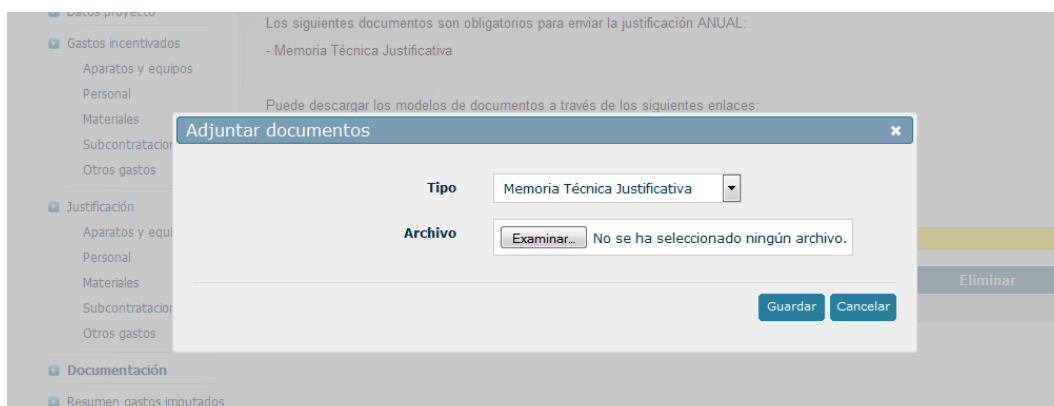 Datos proyecto
Gastos incentivados
Aparatos y equipos
Personal
Materiales
Subcontratacion
Otros gastos
Justificación
Aparatos y equi
Personal
Materiales
Subcontratacion
Otros gastos
Documentación
Resumen gastos imputados
Los siguientes documentos son obligatorios para enviar la justificación ANUAL:
- Memoria Técnica Justificativa
Puede descargar los modelos de documentos a través de los siguientes enlaces:
Adjuntar documentos
Tipo Memoria Técnica Justificativa
Archivo Examinar... No se ha seleccionado ningún archivo.
Guardar Cancelar
Eliminar